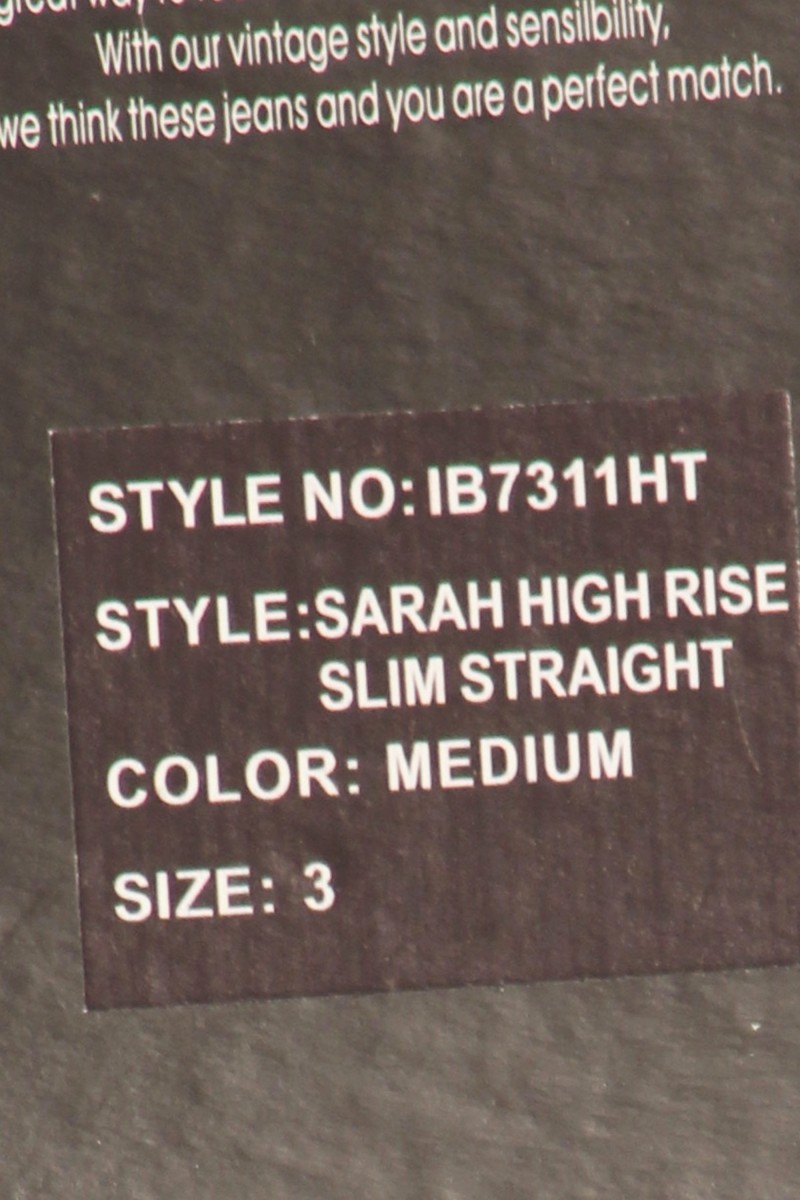 With our vintage style and sensilbility,
we think these jeans and you are a perfect match.
STYLE NO: IB7311HT
STYLE:SARAH HIGH RISE
SLIM STRAIGHT
COLOR: MEDIUM
SIZE: 3